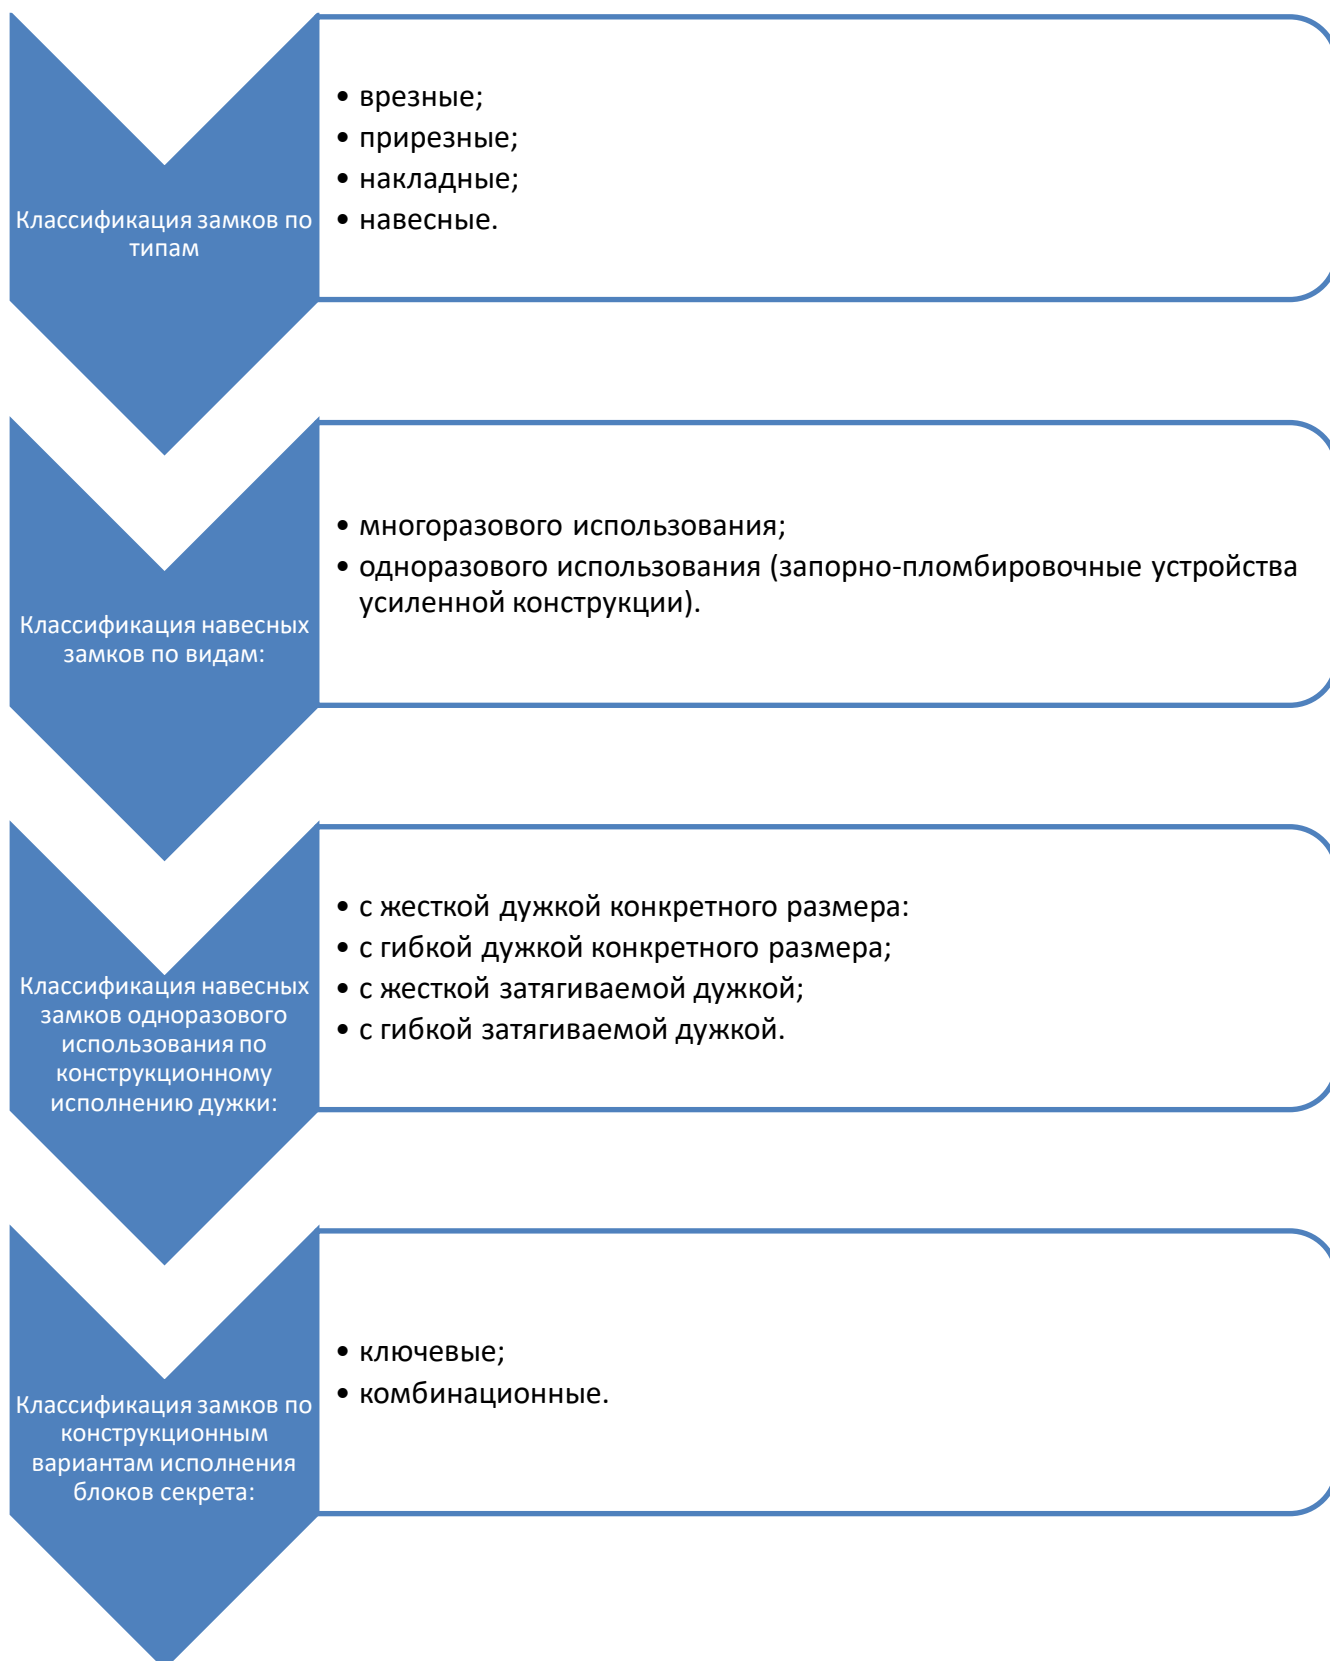 Классификация замков по
типам
• врезные;
• прирезные;
• накладные;
• навесные.
Классификация навесных
замков по видам:
• многоразового использования;
• одноразового использования (запорно-пломбировочные устройства
усиленной конструкции).
Классификация навесных
замков одноразового
использования по
конструкционному
исполнению дужки:
• с жесткой дужкой конкретного размера:
• с гибкой дужкой конкретного размера;
• с жесткой затягиваемой дужкой;
• с гибкой затягиваемой дужкой.
Классификация замков по
конструкционным
вариантам исполнения
блоков секрета:
• ключевые;
• комбинационные.